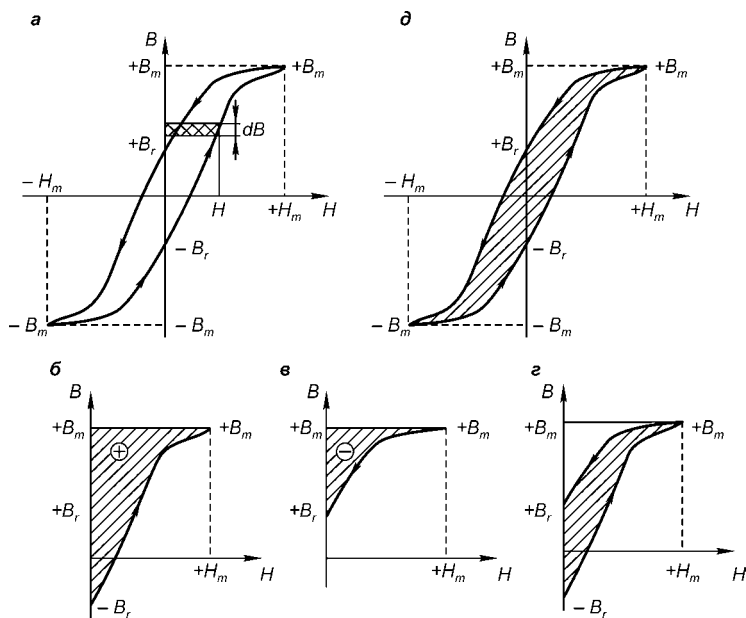 а
B
+B_m
+B_m
dB
+B_r
– H_m
H
+H_m
H
– B_r
– B_m
– B_m
д
B
+B_m
+B_m
+B_r
– H_m
+H_m
H
– B_r
– B_m
– B_m
б
B
+B_m
+B_m
+
+B_r
+H_m
H
– B_r
в
B
+B_m
+B_m
–
+B_r
+H_m
H
г
B
+B_m
+B_m
+B_r
+H_m
H
– B_r